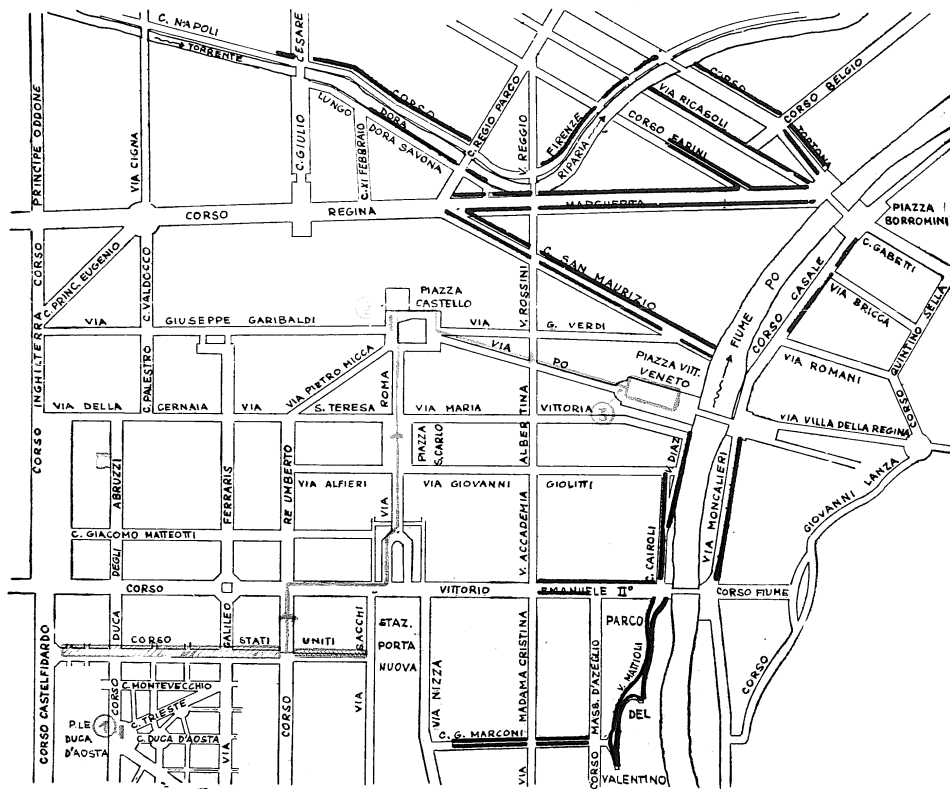 C. NAPOLI
TORRENTE
CESARE
C. GIULIO
PRINCIPE ODDONE
CORSO
VIA CIGNA
LUNGO
DORA SAVONA
CORSO
DORA
C. XI FEBBRAIO
C. REGIO PARCO
V. REGGIO
FIRENZE
RIPARIA
CORSO
VIA RICASOLI
CORSO FARINI
CORSO BELGIO
TORTONA
CORSO REGINA MARGHERITA
PIAZZA
BORROMINI
C. PRINC. EUGENIO
C. VALDOCCO
C. SAN MAURIZIO
FIUME PO
CORSO CASALE
C. GABETTI
VIA BRICCA
QUINTINO SELLA
CORSO
VIA ROMANI
PIAZZA
CASTELLO
VIA GIUSEPPE GARIBALDI
VIA G. VERDI
V. ROSSINI
VIA PO
PIAZZA VITT.
VENETO
CORSO INGHILTERRA
C. PALESTRO
VIA PIETRO MICCA
VIA ROMA
VIA DELLA CERNAIA
VIA S. TERESA
VIA MARIA VITTORIA
3
VIA VILLA DELLA REGINA
PIAZZA
S. CARLO
V. ACCADEMIA ALBERTINA
VIA ALFIERI
VIA GIOVANNI GIOLITTI
V. DIAZ
C. CAIROLI
VIA MONCALIERI
GIOVANNI LANZA
CORSO
C. GIACOMO MATTEOTTI
CORSO DUCA DEGLI ABRUZZI
VIA GALILEO FERRARIS
CORSO RE UMBERTO
CORSO VITTORIO EMANUELE II°
CORSO FIUME
CORSO STATI UNITI
VIA SACCHI
STAZ.
PORTA
NUOVA
VIA NIZZA
VIA MADAMA CRISTINA
CORSO MASS. D'AZEGLIO
PARCO
DEL
VALENTINO
V. MATTIOLI
C. G. MARCONI
CORSO CASTELFIDARDO
C. MONTEVECCHIO
C. TRIESTE
C. DUCA D'AOSTA
P.LE
DUCA
D'AOSTA